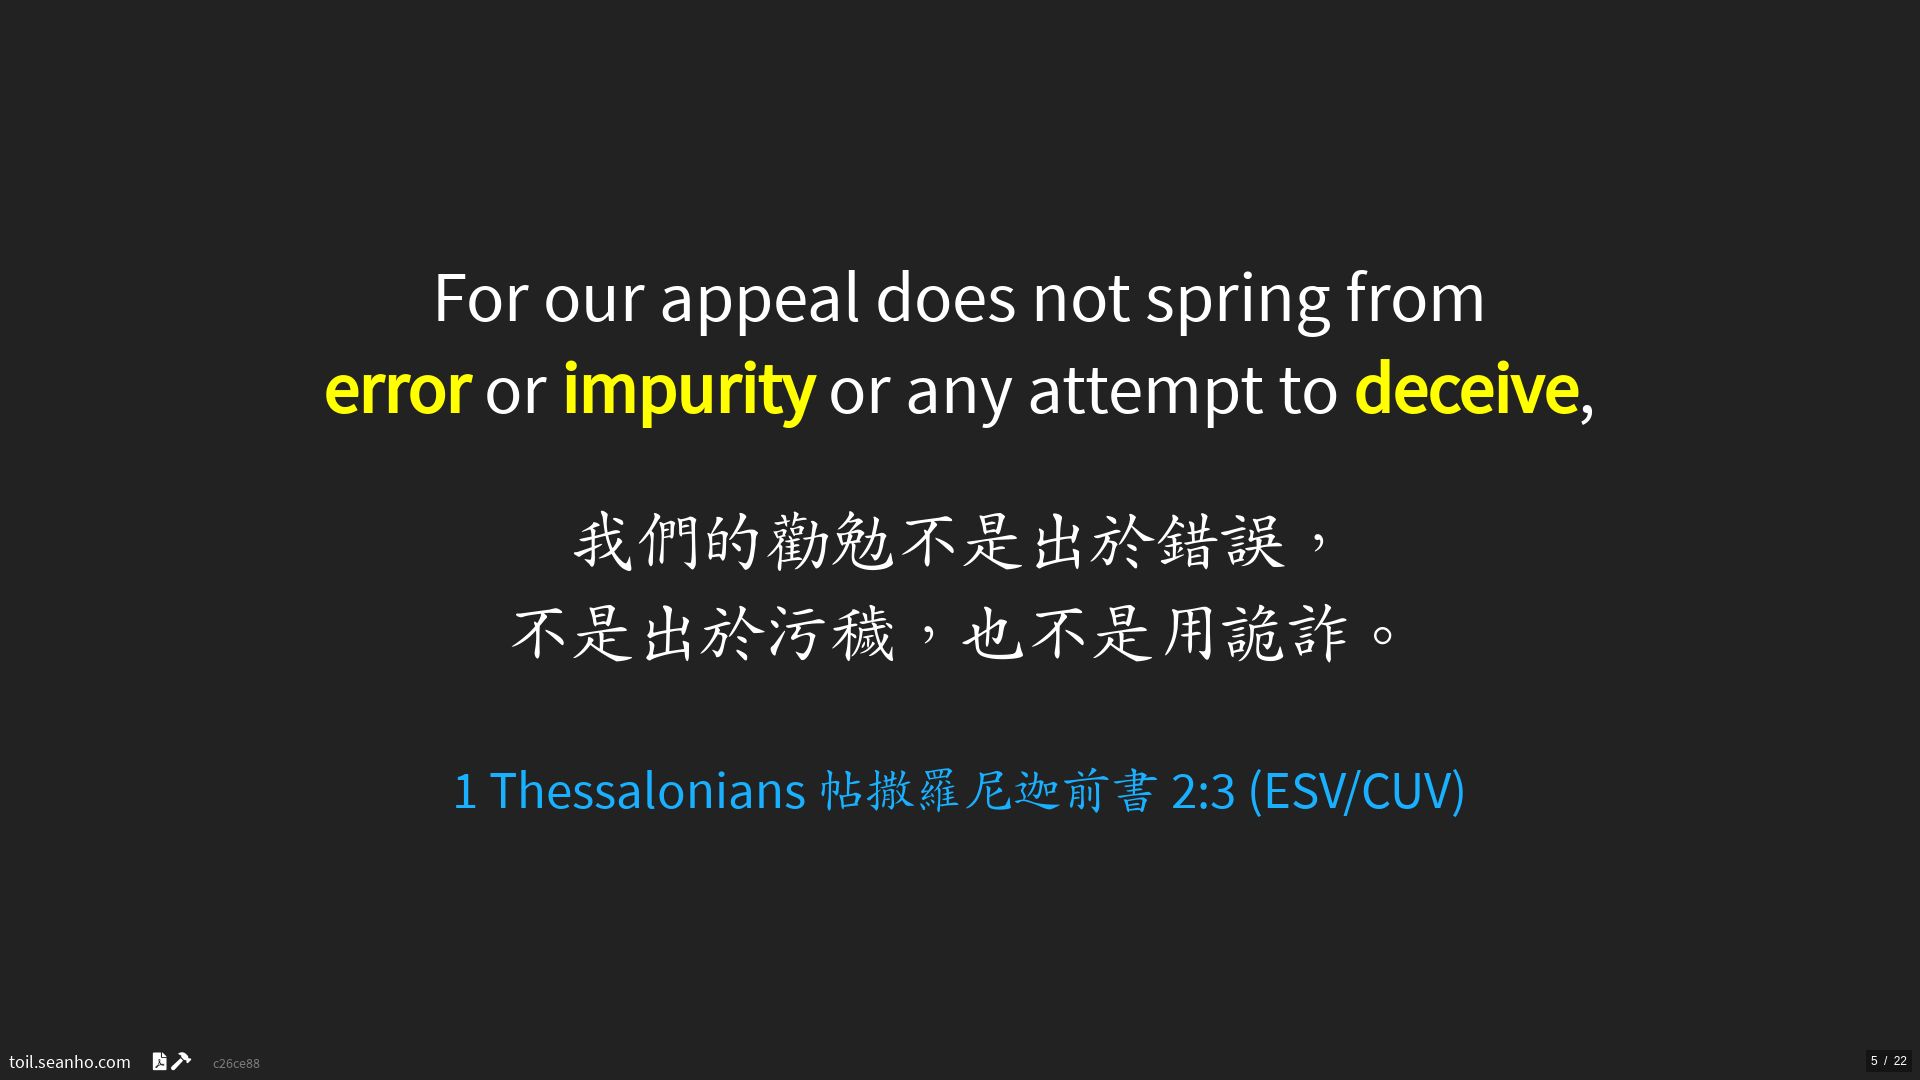 For our appeal does not spring from
error or impurity or any attempt to deceive,
我們的勸勉不是出於錯誤，
不是出於污穢，也不是用詭詐。
1 Thessalonians 帖撒羅尼迦前書 2:3 (ESV/CUV)
toil.seanho.com c26ce88
5 / 22